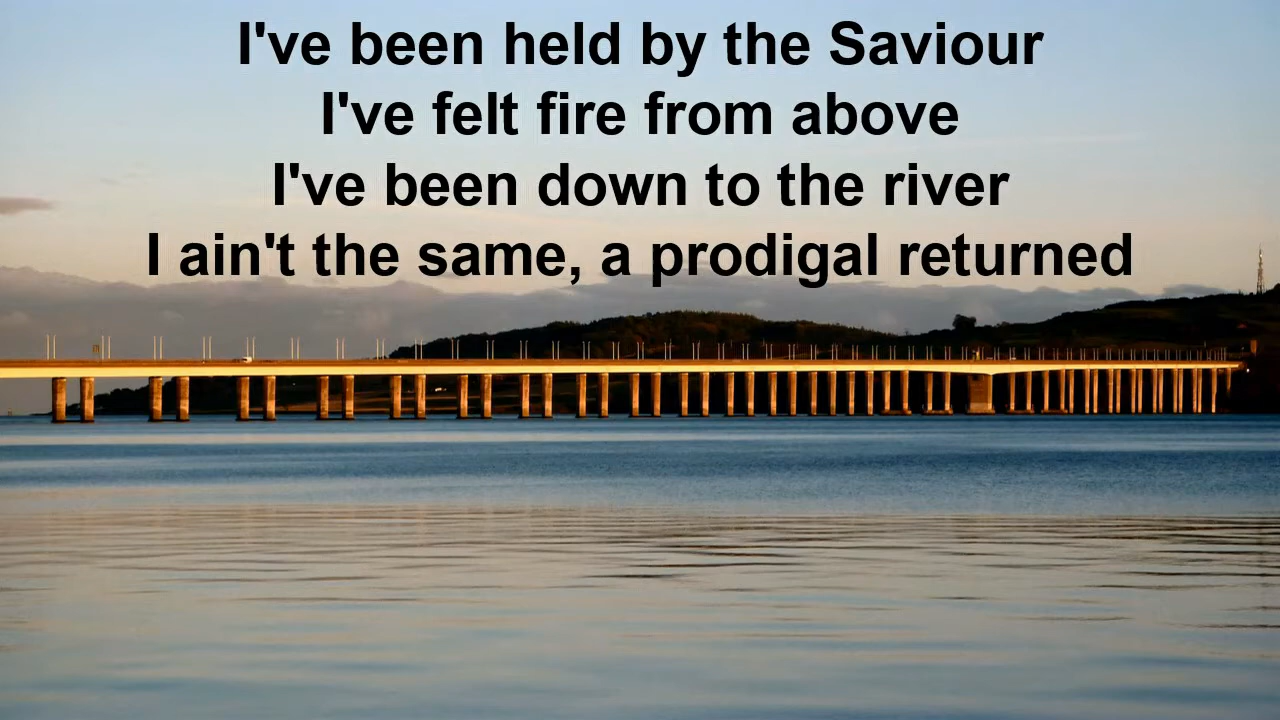 I've been held by the Saviour
I've felt fire from above
I've been down to the river
I ain't the same, a prodigal returned